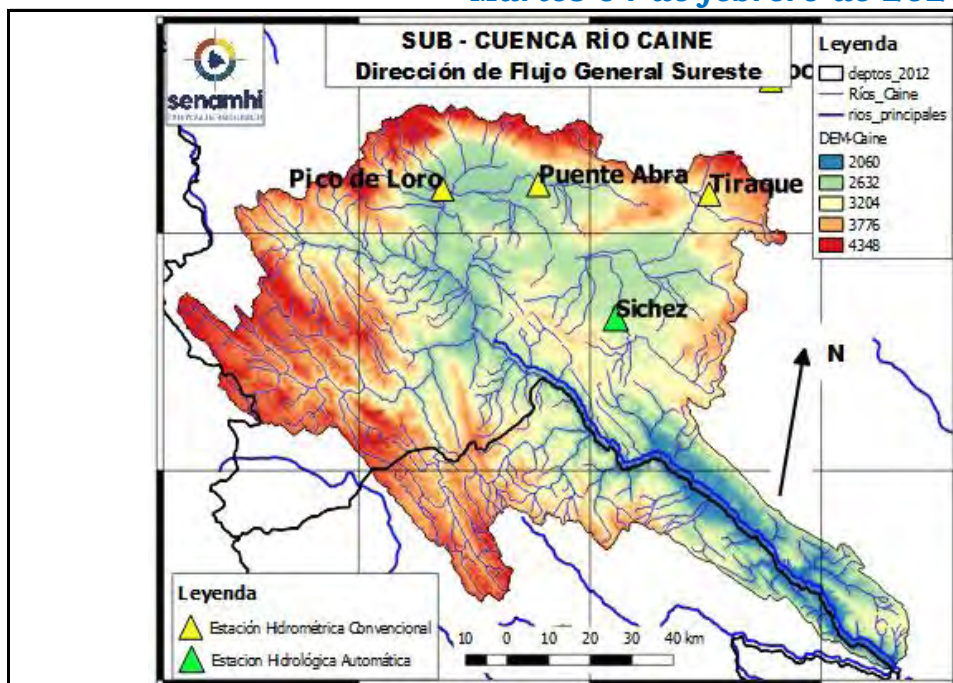 SUB - CUENCA RÍO CAINE
Dirección de Flujo General Sureste
senamhi
Leyenda
deptos_2012
Ríos_Caine
rios_principales
DEM-Caine
2060
2632
3204
3776
4348
Pico de Loro
Puente Abra
Tiraque
Sichez
N
Leyenda
Estación Hidrométrica Convencional
Estacion Hidrológica Automática
10 0 10 20 30 40 km